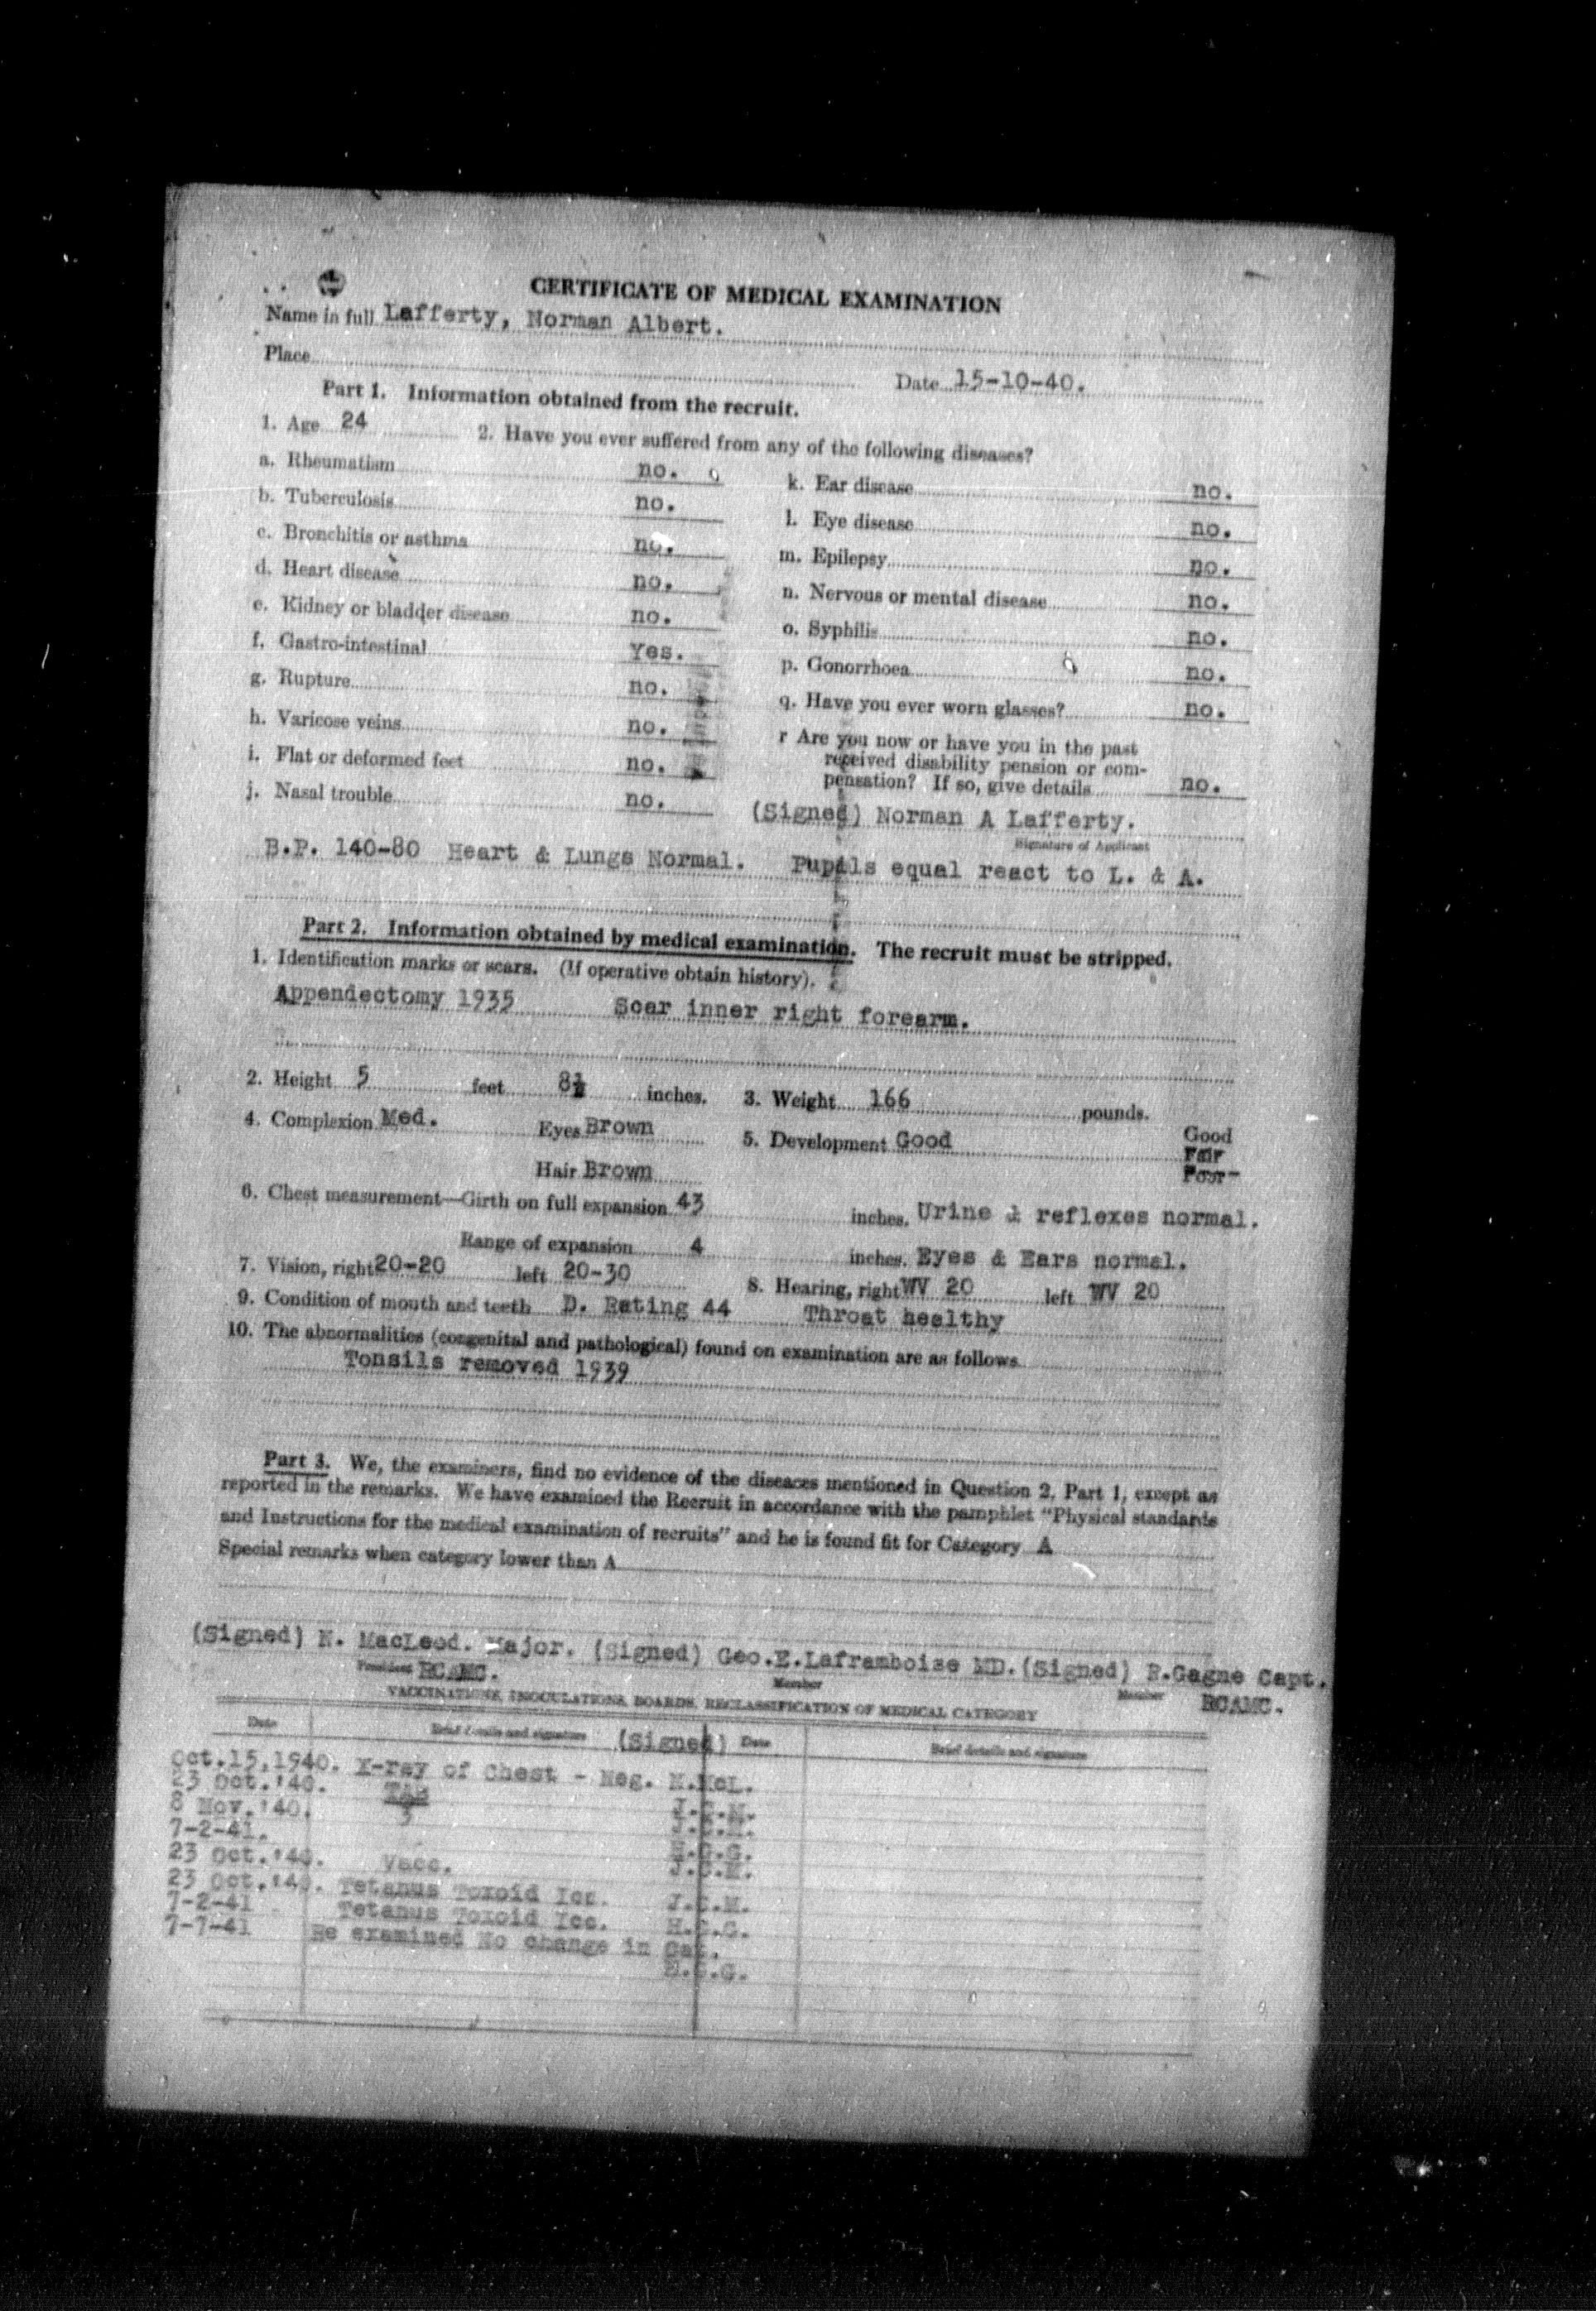 CERTIFICATE OF MEDICAL EXAMINATION
Name in full Lafferty, Norman Albert.
Place
Date 15-10-40.
Part 1. Information obtained from the recruit.
1. Age 24 2. Have you ever suffered from any of the following diseases?
a. Rheumatism no.
b. Tuberculosis no.
c. Bronchitis or asthma no.
d. Heart disease no.
e. Kidney or bladder disease no.
f. Gastro-intestinal Yes.
g. Rupture no.
h. Varicose veins no.
i. Flat or deformed feet no.
j. Nasal trouble no.
k. Ear disease no.
l. Eye disease no.
m. Epilepsy no.
n. Nervous or mental disease no.
o. Syphilis no.
p. Gonorrhoea no.
q. Have you ever worn glasses? no.
r Are you now or have you in the past
received disability pension or com-
pensation? If so, give details no.
(Signed) Norman A Lafferty.
Signature of Applicant
B.P. 140-80 Heart & Lungs Normal. Pupils equal react to L. & A.
Part 2. Information obtained by medical examination. The recruit must be stripped.
1. Identification marks or scars. (If operative obtain history).
Appendectomy 1935 Scar inner right forearm.
2. Height 5 feet 8½ inches. 3. Weight 166 pounds.
4. Complexion Med. Eyes Brown 5. Development Good Good
Fair
Poor
Hair Brown
6. Chest measurement—Girth on full expansion 43 inches. Urine & reflexes normal.
Range of expansion 4 inches. Eyes & Ears normal.
7. Vision, right 20-20 left 20-30 8. Hearing, right WV 20 left WV 20
9. Condition of mouth and teeth D. Rating 44 Throat healthy
10. The abnormalities (congenital and pathological) found on examination are as follows
Tonsils removed 1939
Part 3. We, the examiners, find no evidence of the diseases mentioned in Question 2, Part 1, except as
reported in the remarks. We have examined the Recruit in accordance with the pamphlet "Physical standards
and Instructions for the medical examination of recruits" and he is found fit for Category A
Special remarks when category lower than A
(Signed) N. MacLeod. Major. (Signed) Geo.E.Laframboise MD. (Signed) R.Gagne Capt.
President RCAMC. Member Member RCAMC.
VACCINATIONS, INOCULATIONS, BOARDS, RECLASSIFICATION OF MEDICAL CATEGORY
Date Brief details and signature (Signed) Date Brief details and signature
Oct.15,1940. X-ray of Chest - Neg. N.McL.
23 Oct.'40. TAB
8 Nov.'40. 3
7-2-41.
23 Oct.'40. Vacc.
23 Oct.'40. Tetanus Toxoid Icc. J.C.M.
7-2-41 Tetanus Toxoid Icc.
7-7-41 Re examined No change in Cat.